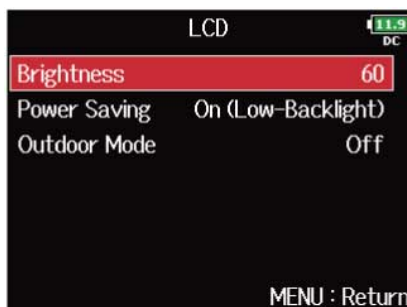 LCD
11.9
DC
Brightness 60
Power Saving On (Low-Backlight)
Outdoor Mode Off
MENU : Return